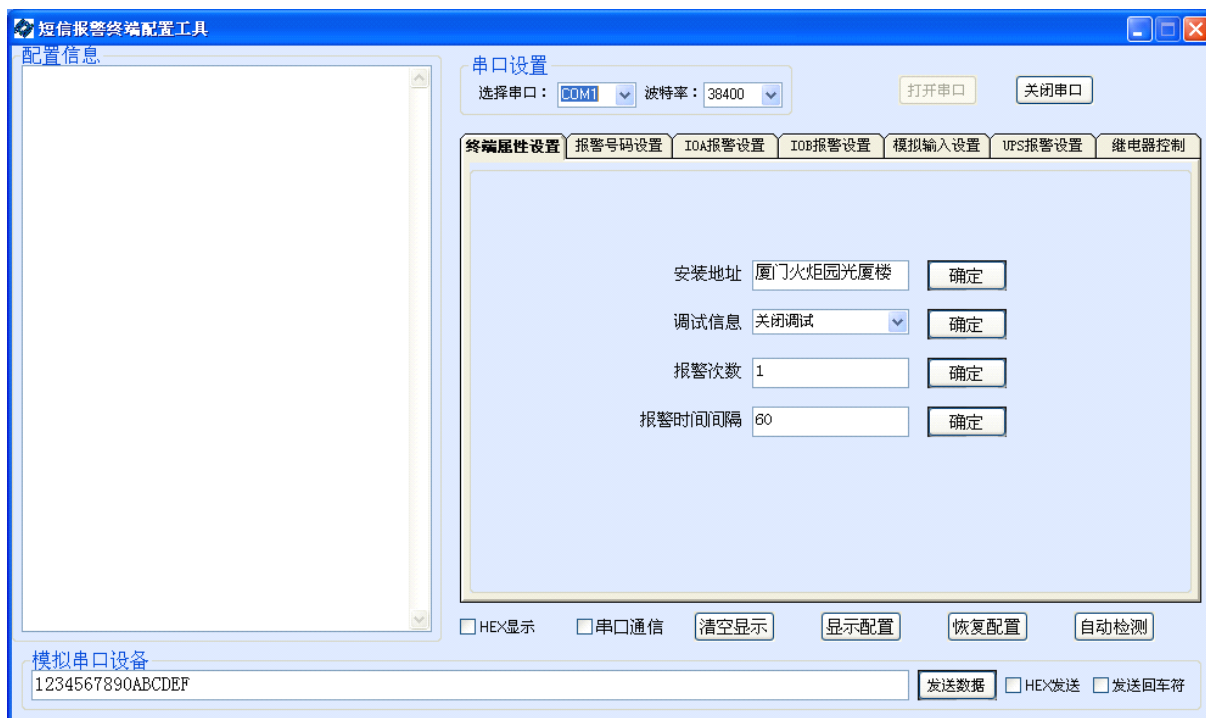 短信报警终端配置工具
配置信息
串口设置
选择串口： COM1 波特率： 38400 打开串口 关闭串口
终端属性设置 报警号码设置 IOA报警设置 IOB报警设置 模拟输入设置 UPS报警设置 继电器控制
安装地址 厦门火炬园光厦楼 确定
调试信息 关闭调试 确定
报警次数 1 确定
报警时间间隔 60 确定
HEX显示 串口通信 清空显示 显示配置 恢复配置 自动检测
模拟串口设备
1234567890ABCDEF 发送数据 HEX发送 发送回车符